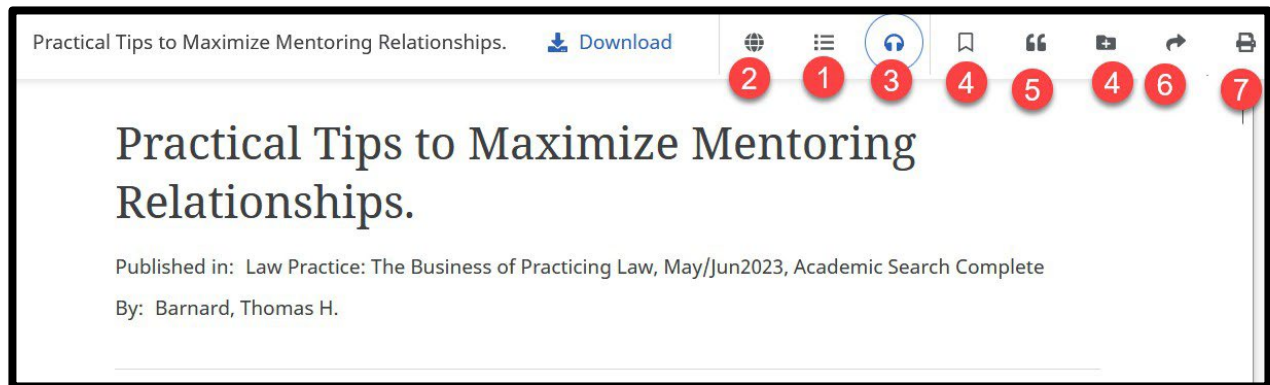 Practical Tips to Maximize Mentoring Relationships. Download
2 1 3 4 5 4 6 7
Practical Tips to Maximize Mentoring
Relationships.
Published in: Law Practice: The Business of Practicing Law, May/Jun2023, Academic Search Complete
By: Barnard, Thomas H.